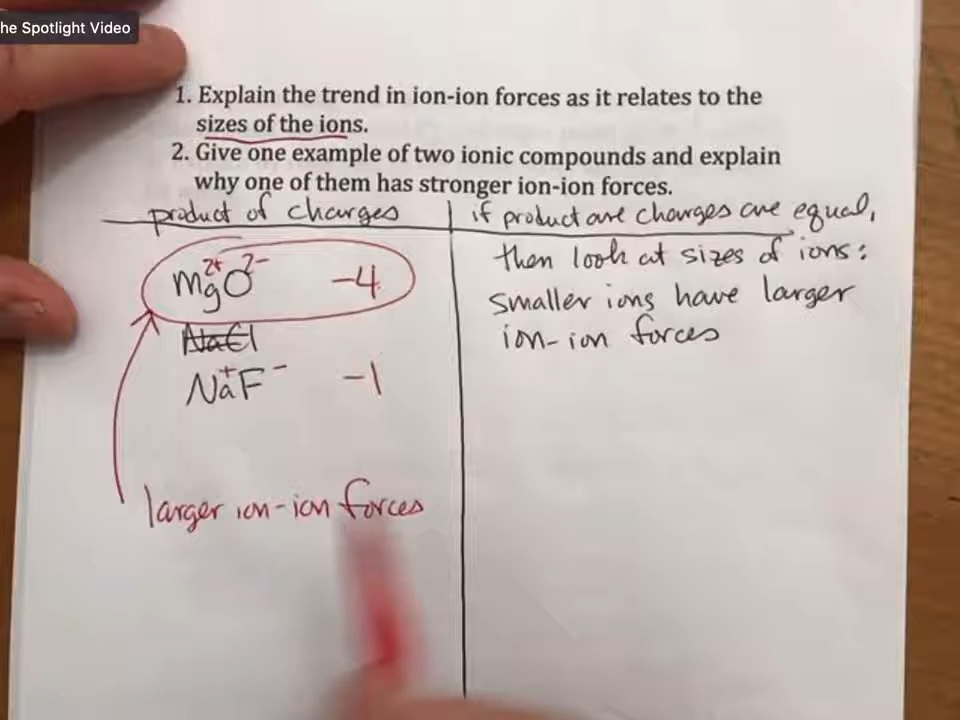 he Spotlight Video
1. Explain the trend in ion-ion forces as it relates to the
sizes of the ions.
2. Give one example of two ionic compounds and explain
why one of them has stronger ion-ion forces.
product of charges
if product are charges are equal,
then look at sizes of ions:
smaller ions have larger
ion-ion forces
Mg2+O2- -4
NaCl
Na+F- -1
larger ion-ion forces